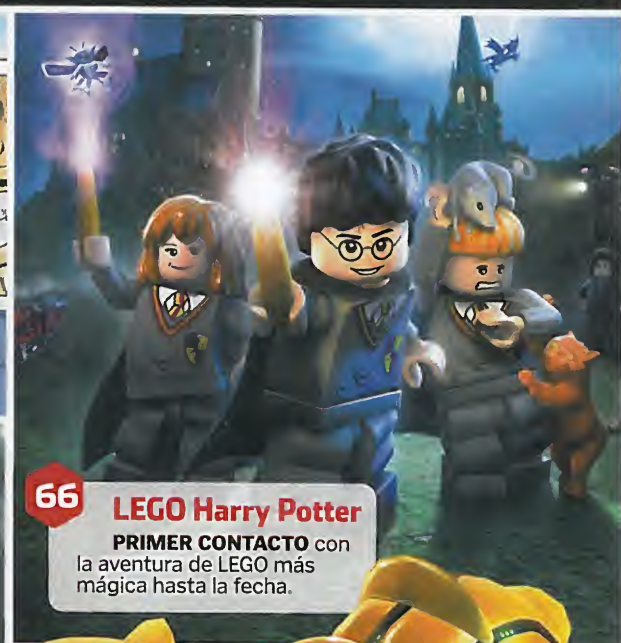 66
LEGO Harry Potter
PRIMER CONTACTO con
la aventura de LEGO más
mágica hasta la fecha.